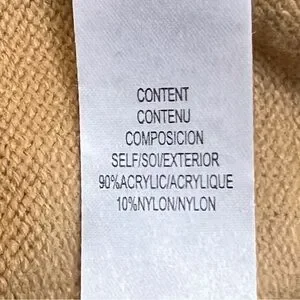 CONTENT
CONTENU
COMPOSICION
SELF/SOI/EXTERIOR
90%ACRYLIC/ACRYLIQUE
10%NYLON/NYLON